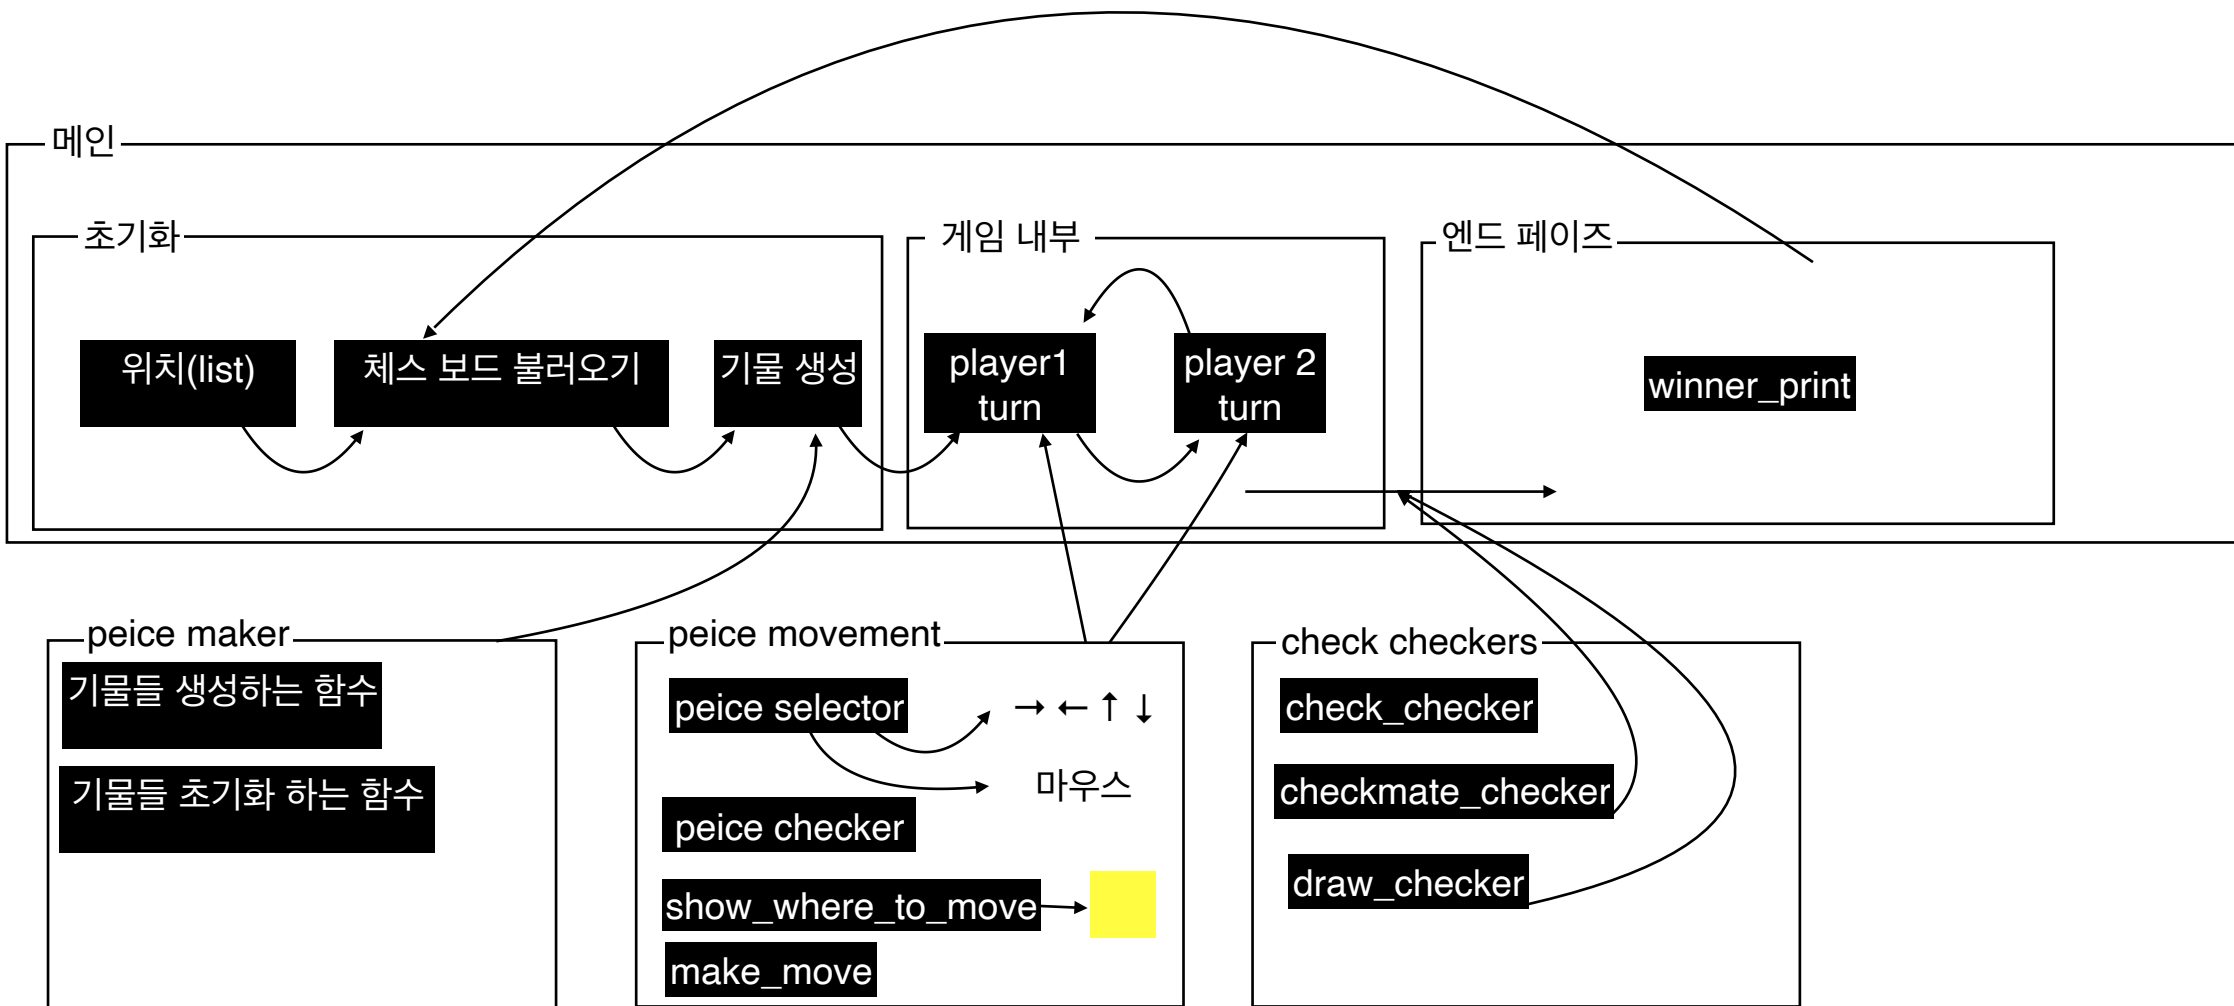 메인
초기화
게임 내부
엔드 페이즈
위치(list)
체스 보드 불러오기
기물 생성
player1
turn
player 2
turn
winner_print
peice maker
기물들 생성하는 함수
기물들 초기화 하는 함수
peice movement
peice selector
→ ← ↑ ↓
마우스
peice checker
show_where_to_move
make_move
check checkers
check_checker
checkmate_checker
draw_checker